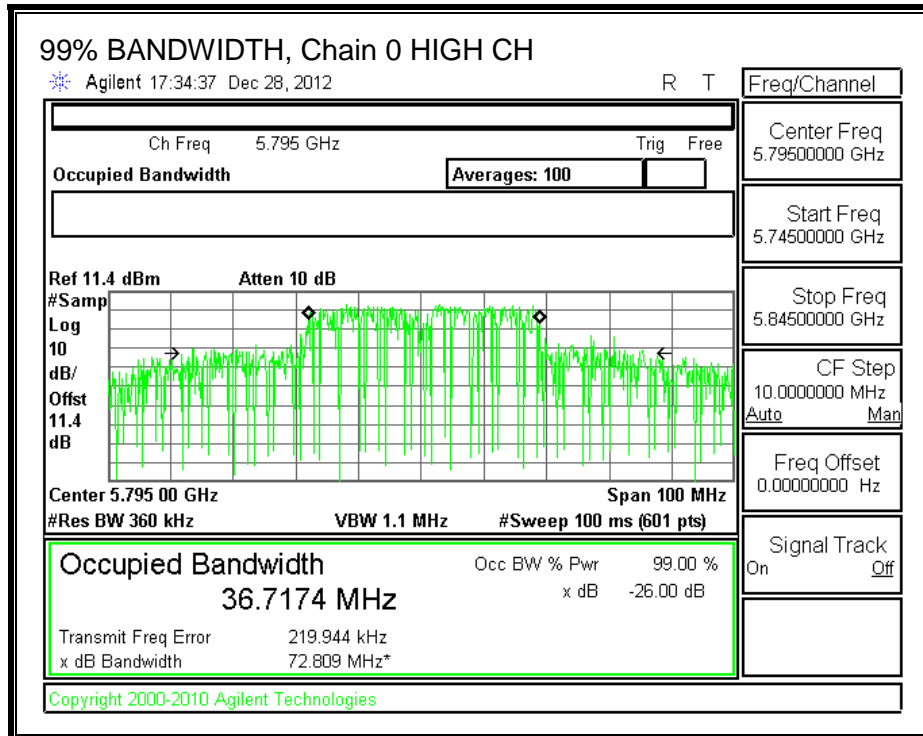 99% BANDWIDTH, Chain 0 HIGH CH
Agilent 17:34:37 Dec 28, 2012 R T
Ch Freq 5.795 GHz Trig Free
Occupied Bandwidth Averages: 100
Ref 11.4 dBm Atten 10 dB
#Samp
Log
10
dB/
Offst
11.4
dB
Center 5.795 00 GHz Span 100 MHz
#Res BW 360 kHz VBW 1.1 MHz #Sweep 100 ms (601 pts)
Occupied Bandwidth Occ BW % Pwr 99.00 %
36.7174 MHz x dB -26.00 dB
Transmit Freq Error 219.944 kHz
x dB Bandwidth 72.809 MHz*
Copyright 2000-2010 Agilent Technologies
Freq/Channel
Center Freq
5.79500000 GHz
Start Freq
5.74500000 GHz
Stop Freq
5.84500000 GHz
CF Step
10.0000000 MHz
Auto Man
Freq Offset
0.00000000 Hz
Signal Track
On Off